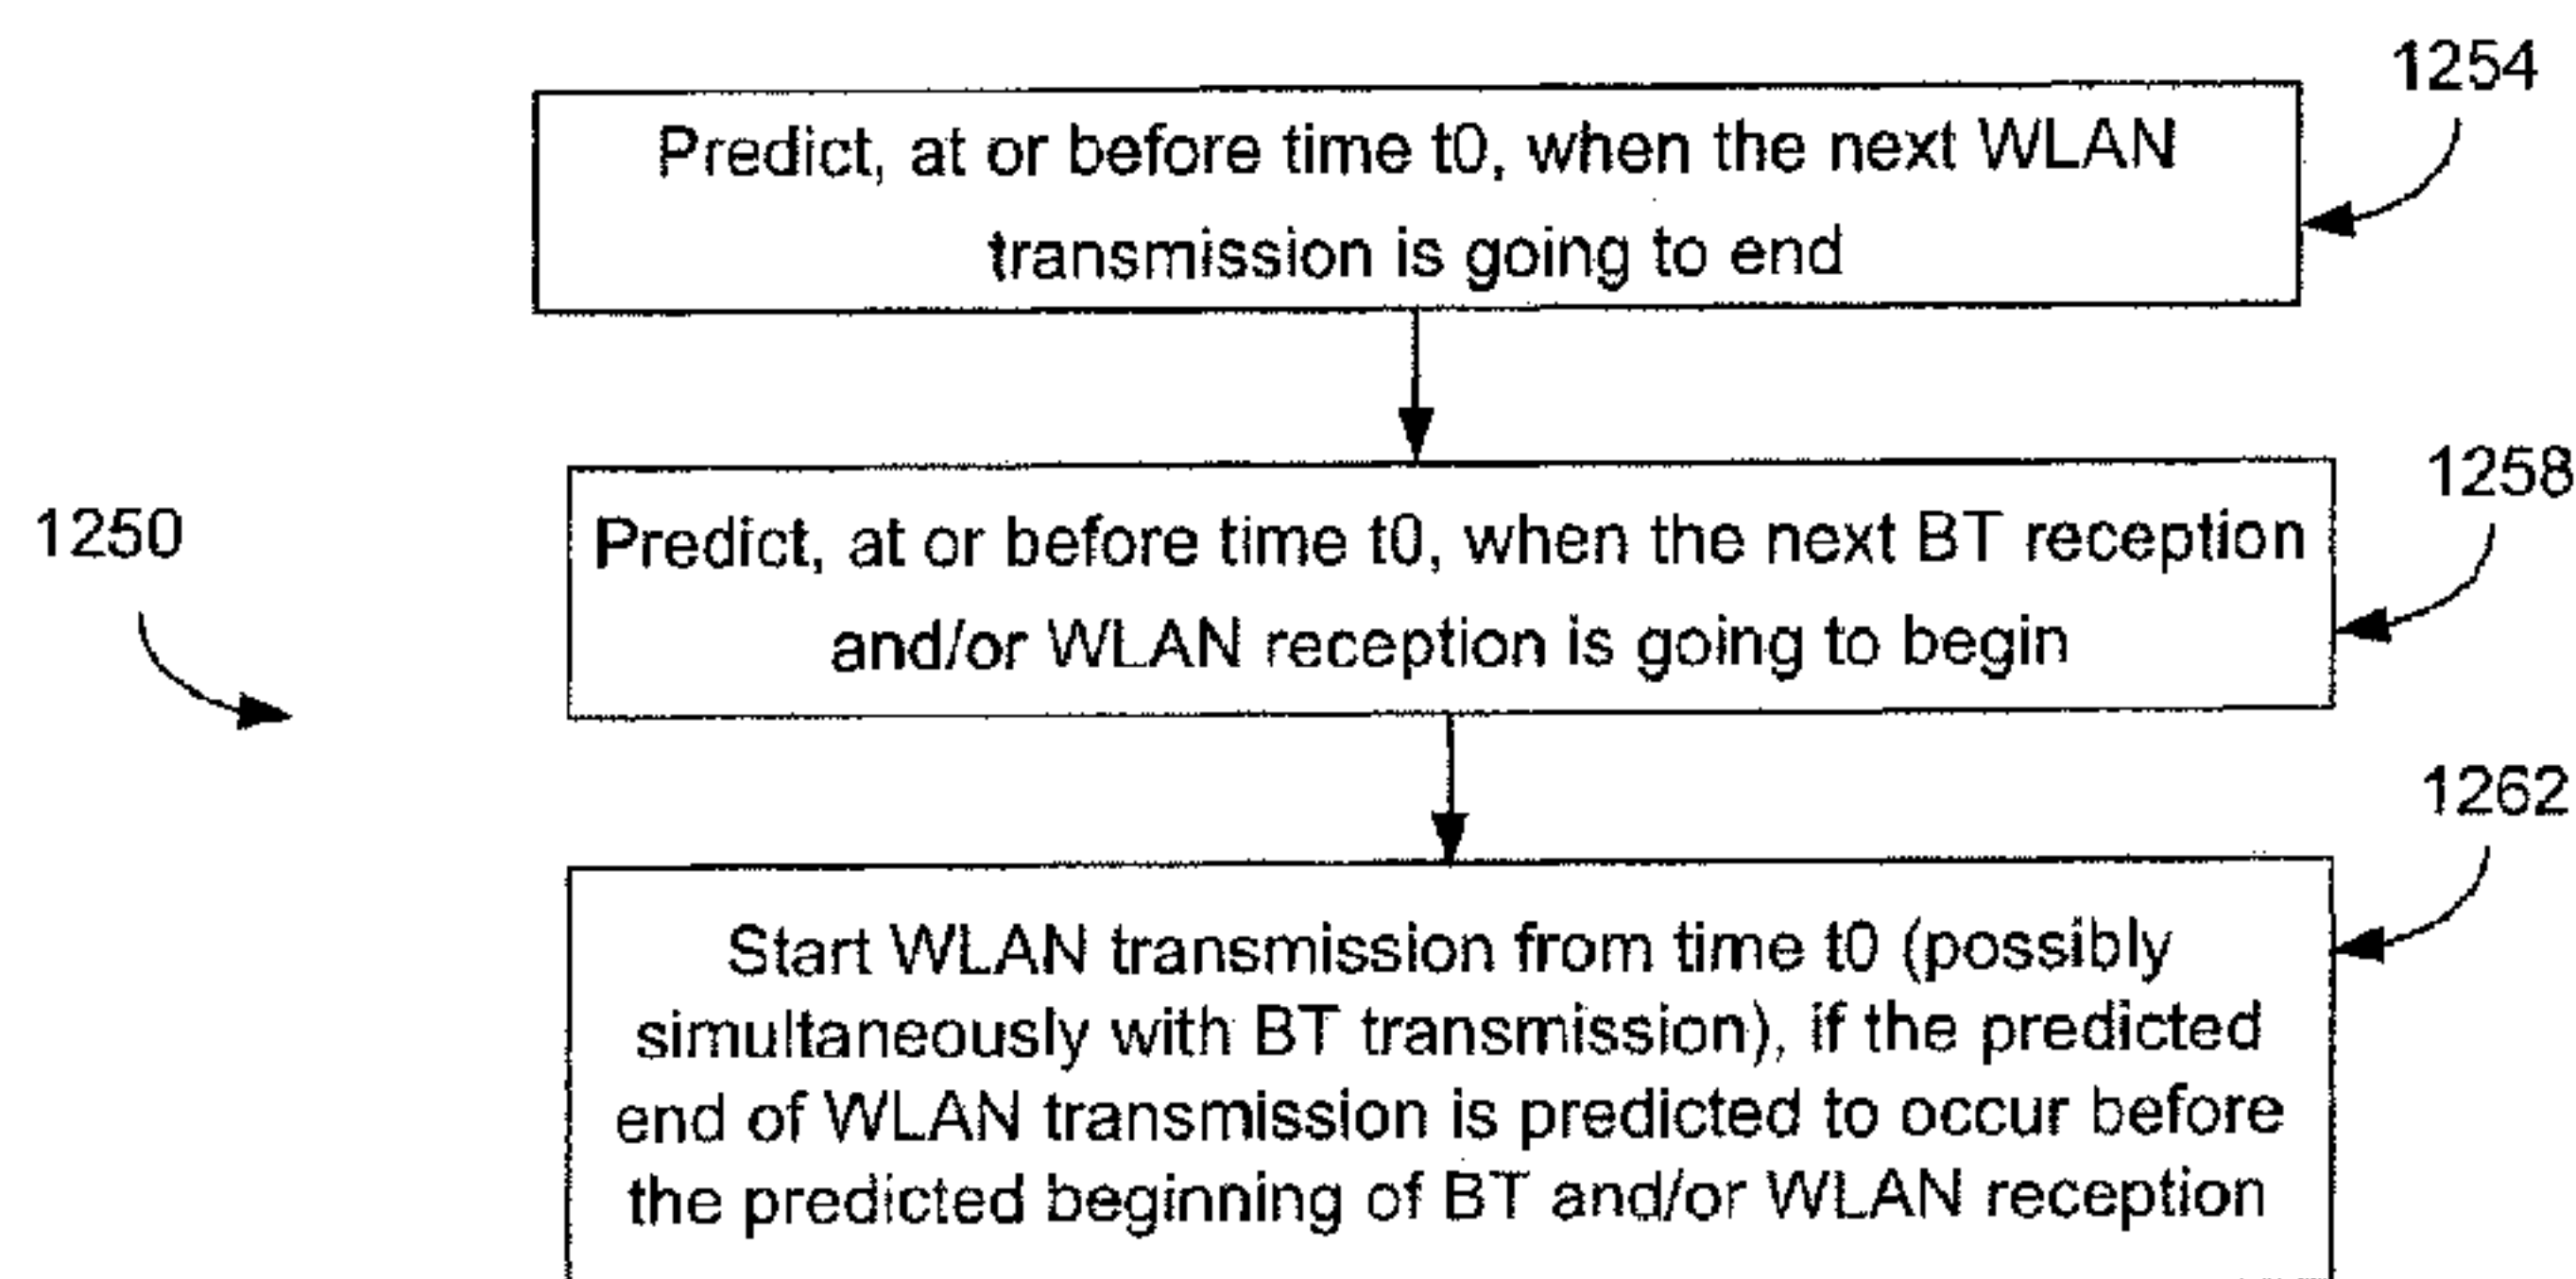 1254
Predict, at or before time t0, when the next WLAN
transmission is going to end
1258
1250
Predict, at or before time t0, when the next BT reception
and/or WLAN reception is going to begin
1262
Start WLAN transmission from time t0 (possibly
simultaneously with BT transmission), if the predicted
end of WLAN transmission is predicted to occur before
the predicted beginning of BT and/or WLAN reception